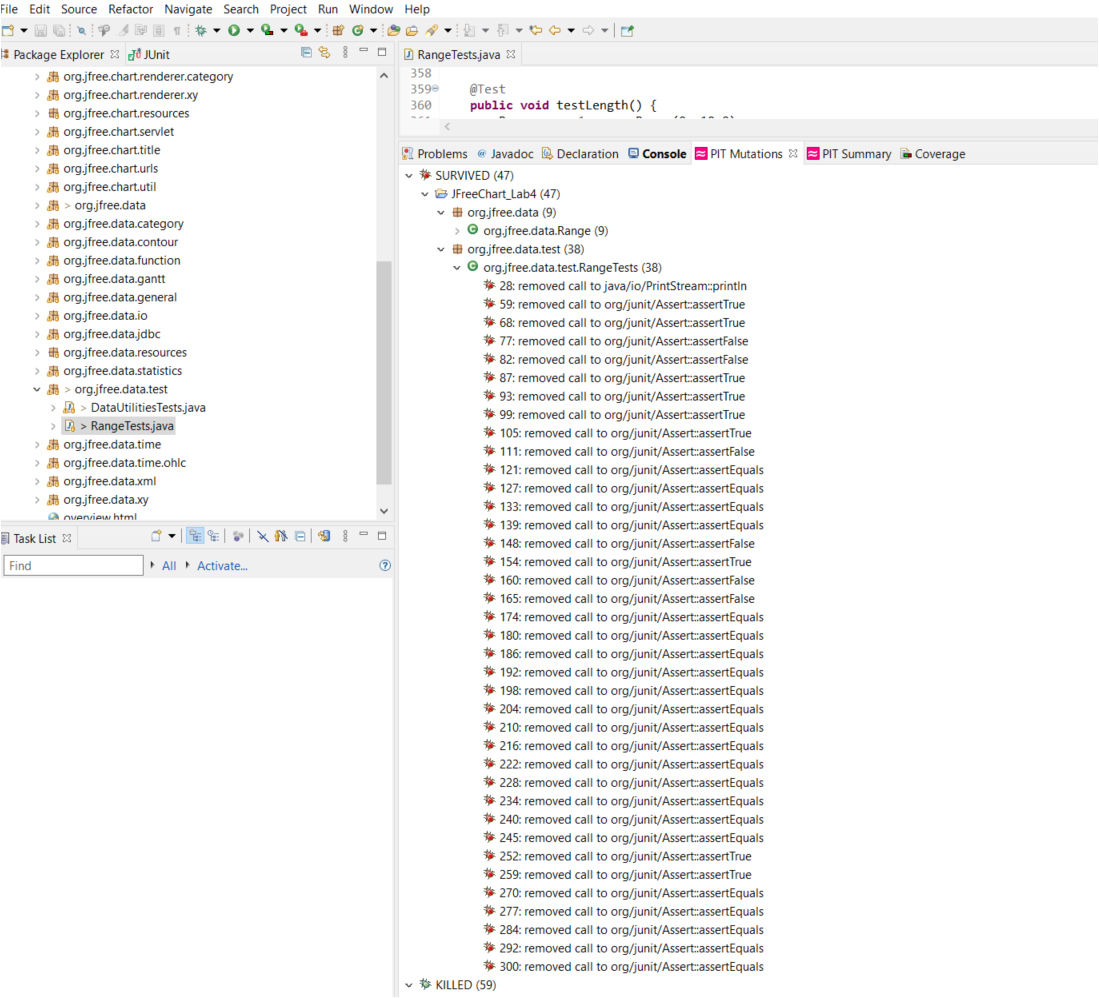 File Edit Source Refactor Navigate Search Project Run Window Help
Package Explorer JUnit
org.jfree.chart.renderer.category
org.jfree.chart.renderer.xy
org.jfree.chart.resources
org.jfree.chart.servlet
org.jfree.chart.title
org.jfree.chart.urls
org.jfree.chart.util
> org.jfree.data
org.jfree.data.category
org.jfree.data.contour
org.jfree.data.function
org.jfree.data.gantt
org.jfree.data.general
org.jfree.data.io
org.jfree.data.jdbc
org.jfree.data.resources
org.jfree.data.statistics
> org.jfree.data.test
> DataUtilitiesTests.java
> RangeTests.java
org.jfree.data.time
org.jfree.data.time.ohlc
org.jfree.data.xml
org.jfree.data.xy
overview.html
Task List
Find All Activate...
RangeTests.java
358
359 @Test
360 public void testLength() {
Problems Javadoc Declaration Console PIT Mutations PIT Summary Coverage
SURVIVED (47)
JFreeChart_Lab4 (47)
org.jfree.data (9)
org.jfree.data.Range (9)
org.jfree.data.test (38)
org.jfree.data.test.RangeTests (38)
28: removed call to java/io/PrintStream::println
59: removed call to org/junit/Assert::assertTrue
68: removed call to org/junit/Assert::assertTrue
77: removed call to org/junit/Assert::assertFalse
82: removed call to org/junit/Assert::assertFalse
87: removed call to org/junit/Assert::assertTrue
93: removed call to org/junit/Assert::assertTrue
99: removed call to org/junit/Assert::assertTrue
105: removed call to org/junit/Assert::assertTrue
111: removed call to org/junit/Assert::assertFalse
121: removed call to org/junit/Assert::assertEquals
127: removed call to org/junit/Assert::assertEquals
133: removed call to org/junit/Assert::assertEquals
139: removed call to org/junit/Assert::assertEquals
148: removed call to org/junit/Assert::assertFalse
154: removed call to org/junit/Assert::assertTrue
160: removed call to org/junit/Assert::assertFalse
165: removed call to org/junit/Assert::assertFalse
174: removed call to org/junit/Assert::assertEquals
180: removed call to org/junit/Assert::assertEquals
186: removed call to org/junit/Assert::assertEquals
192: removed call to org/junit/Assert::assertEquals
198: removed call to org/junit/Assert::assertEquals
204: removed call to org/junit/Assert::assertEquals
210: removed call to org/junit/Assert::assertEquals
216: removed call to org/junit/Assert::assertEquals
222: removed call to org/junit/Assert::assertEquals
228: removed call to org/junit/Assert::assertEquals
234: removed call to org/junit/Assert::assertEquals
240: removed call to org/junit/Assert::assertEquals
245: removed call to org/junit/Assert::assertEquals
252: removed call to org/junit/Assert::assertTrue
259: removed call to org/junit/Assert::assertTrue
270: removed call to org/junit/Assert::assertEquals
277: removed call to org/junit/Assert::assertEquals
284: removed call to org/junit/Assert::assertEquals
292: removed call to org/junit/Assert::assertEquals
300: removed call to org/junit/Assert::assertEquals
KILLED (59)